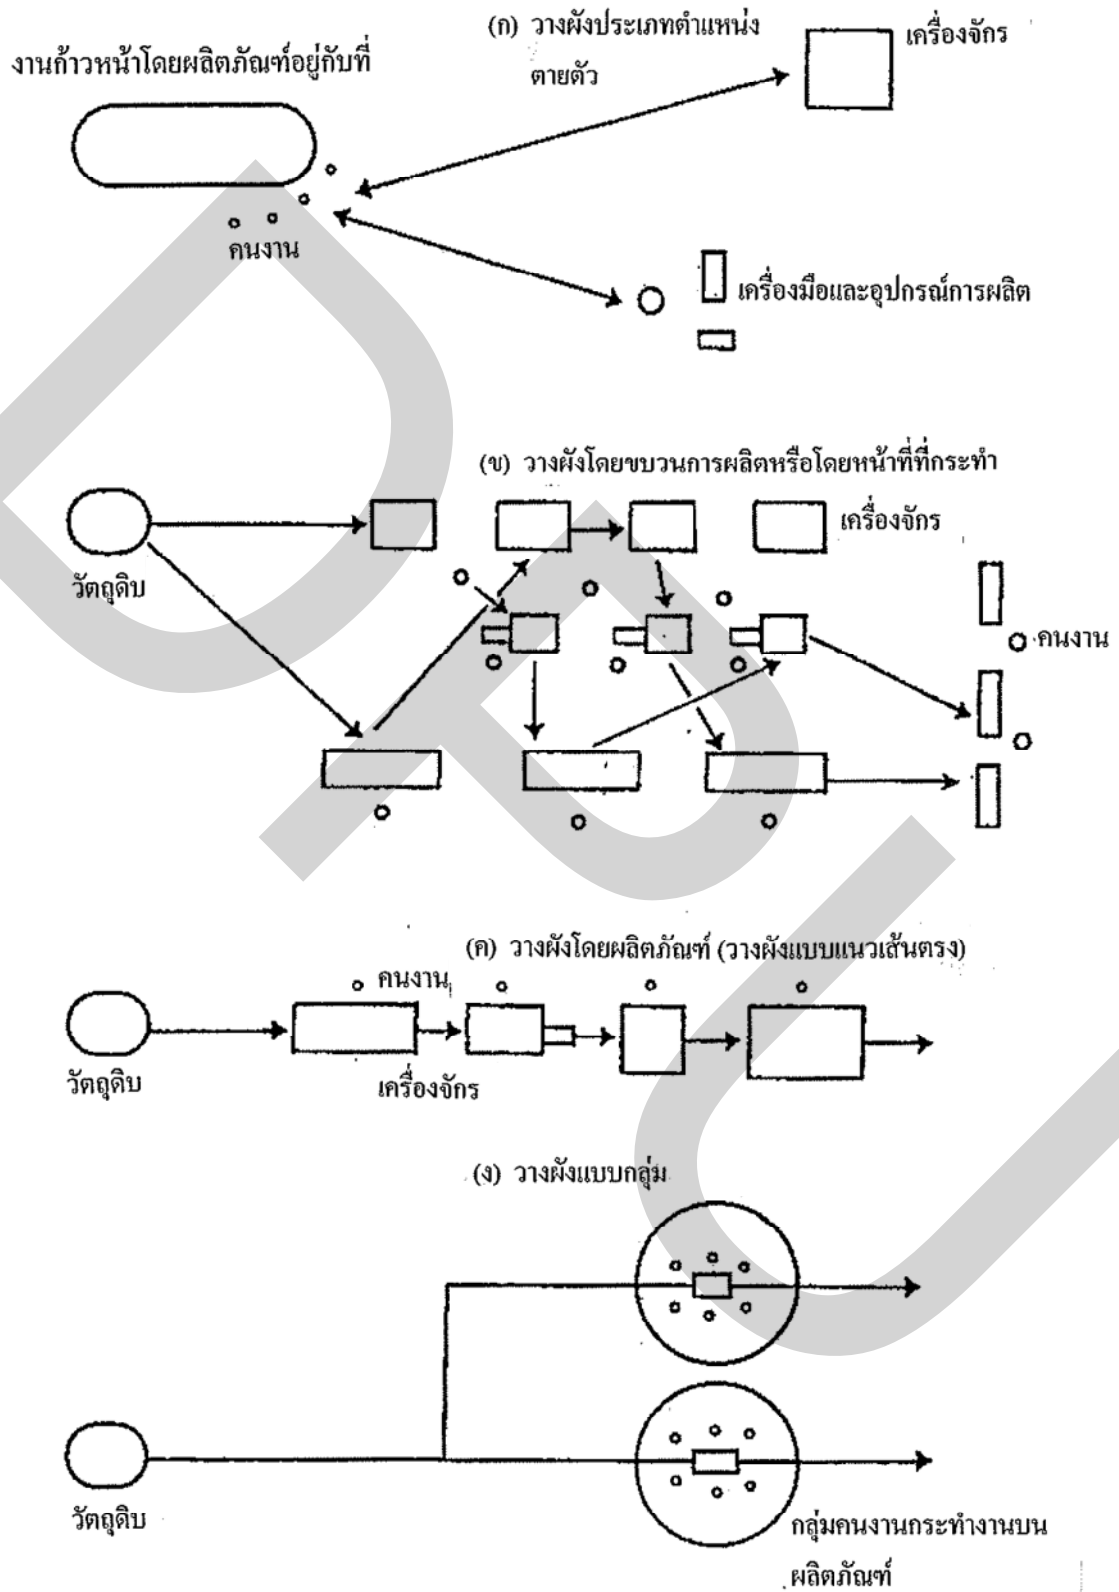 (ก) วางผังประเภทตำแหน่ง
ตายตัว
เครื่องจักร
งานก้าวหน้าโดยผลิตภัณฑ์อยู่กับที่
คนงาน
เครื่องมือและอุปกรณ์การผลิต
(ข) วางผังโดยขบวนการผลิตหรือโดยหน้าที่ที่กระทำ
เครื่องจักร
วัตถุดิบ
คนงาน
(ค) วางผังโดยผลิตภัณฑ์ (วางผังแบบแนวเส้นตรง)
คนงาน
วัตถุดิบ
เครื่องจักร
(ง) วางผังแบบกลุ่ม
วัตถุดิบ
กลุ่มคนงานกระทำงานบน
ผลิตภัณฑ์
DPU